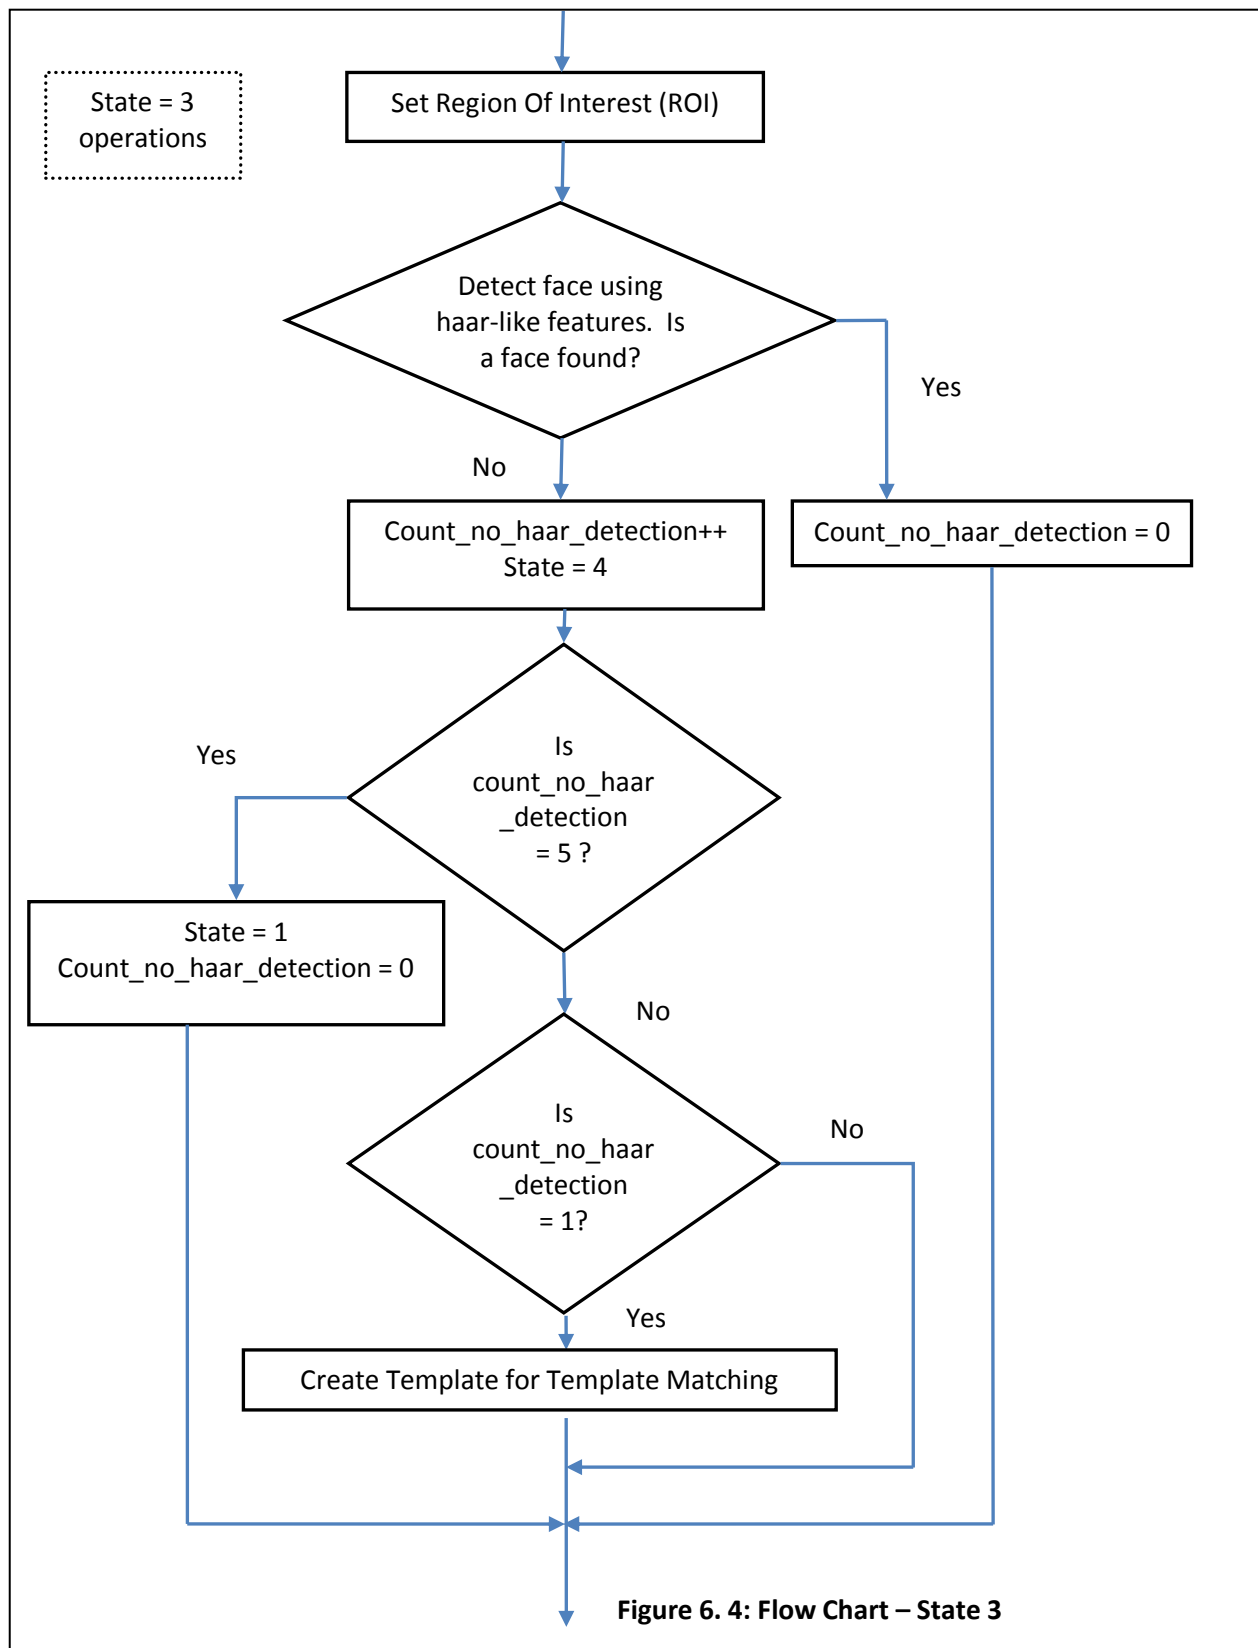 State = 3
operations
Set Region Of Interest (ROI)
Detect face using
haar-like features.  Is
a face found?
Yes
No
Count_no_haar_detection++
State = 4
Count_no_haar_detection = 0
Is
count_no_haar
_detection
= 5 ?
Yes
State = 1
Count_no_haar_detection = 0
No
Is
count_no_haar
_detection
= 1?
No
Yes
Create Template for Template Matching
Figure 6. 4: Flow Chart – State 3